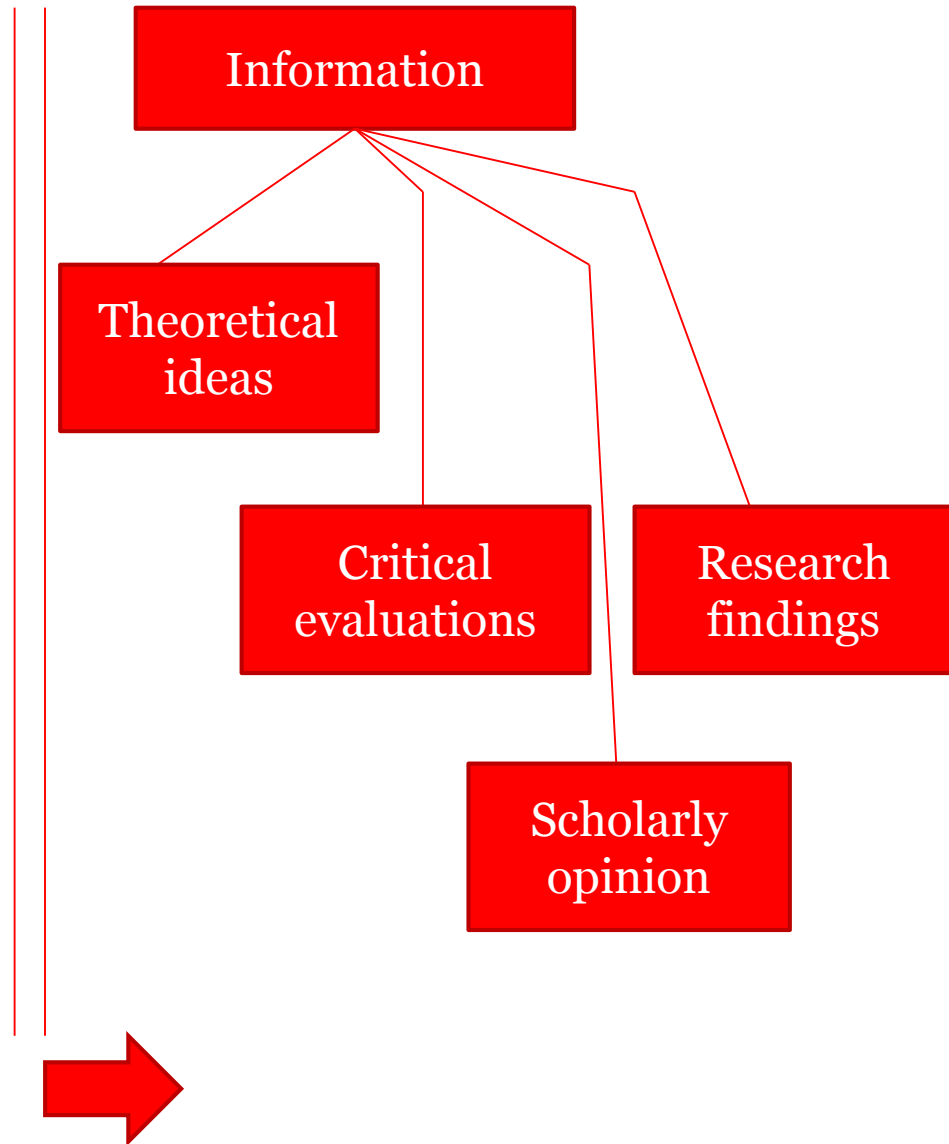 Information
Theoretical
ideas
Critical
evaluations
Research
findings
Scholarly
opinion